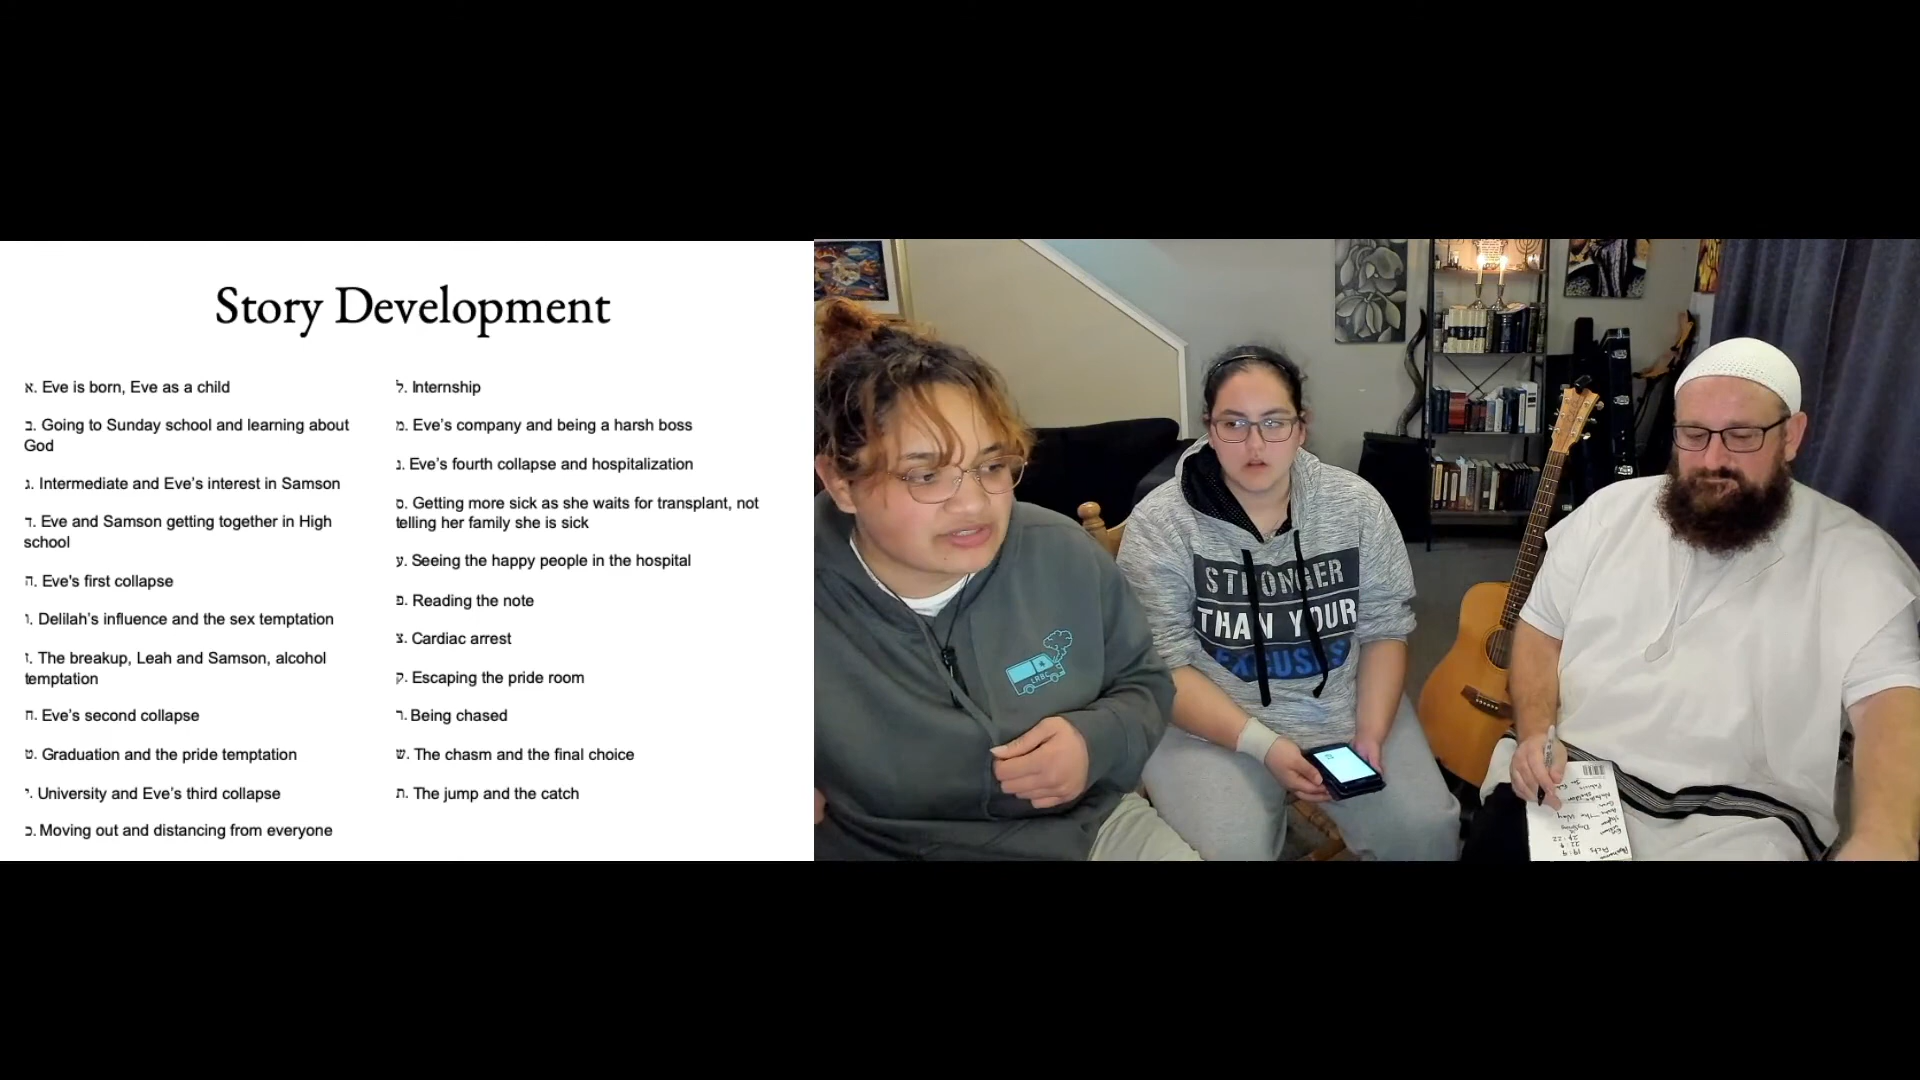 Story Development
א. Eve is born, Eve as a child
ב. Going to Sunday school and learning about
God
ג. Intermediate and Eve's interest in Samson
ד. Eve and Samson getting together in High
school
ה. Eve's first collapse
ו. Delilah's influence and the sex temptation
ז. The breakup, Leah and Samson, alcohol
temptation
ח. Eve's second collapse
ט. Graduation and the pride temptation
י. University and Eve's third collapse
כ. Moving out and distancing from everyone
ל. Internship
מ. Eve's company and being a harsh boss
נ. Eve's fourth collapse and hospitalization
ס. Getting more sick as she waits for transplant, not
telling her family she is sick
ע. Seeing the happy people in the hospital
פ. Reading the note
צ. Cardiac arrest
ק. Escaping the pride room
ר. Being chased
ש. The chasm and the final choice
ת. The jump and the catch
LRBC
STRONGER
THAN YOUR
EXCUSES
The Way